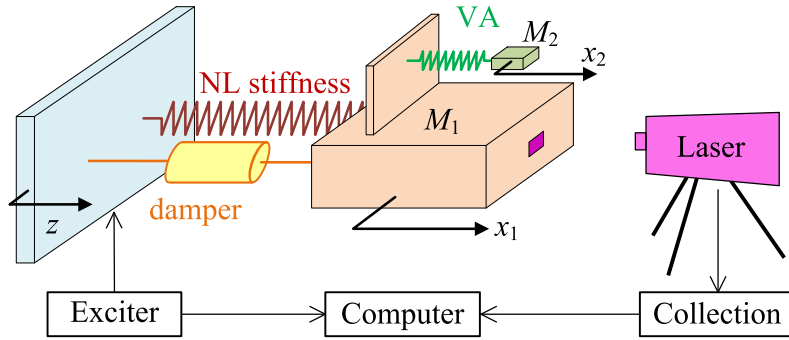 VA
M₂
x₂
NL stiffness
M₁
Laser
damper
z
x₁
Exciter
Computer
Collection